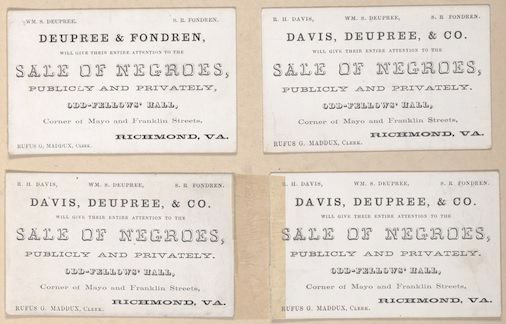 WM. S. DEUPREE, S. R. FONDREN.
DEUPREE & FONDREN,
WILL GIVE THEIR ENTIRE ATTENTION TO THE
SALE OF NEGROES,
PUBLICLY AND PRIVATELY,
ODD-FELLOWS' HALL,
Corner of Mayo and Franklin Streets,
RICHMOND, VA.
RUFUS G. MADDUX, CLERK.
R. H. DAVIS, WM. S. DEUPREE, S. R. FONDREN.
DAVIS, DEUPREE, & CO.
WILL GIVE THEIR ENTIRE ATTENTION TO THE
SALE OF NEGROES,
PUBLICLY AND PRIVATELY.
ODD-FELLOWS' HALL,
Corner of Mayo and Franklin Streets,
RICHMOND, VA.
RUFUS G. MADDUX, CLERK.
R. H. DAVIS, WM. S. DEUPREE, S. R. FONDREN.
DAVIS, DEUPREE, & CO.
WILL GIVE THEIR ENTIRE ATTENTION TO THE
SALE OF NEGROES,
PUBLICLY AND PRIVATELY.
ODD-FELLOWS' HALL,
Corner of Mayo and Franklin Streets,
RICHMOND, VA.
RUFUS G. MADDUX, CLERK.
R. H. DAVIS, WM. S. DEUPREE, S. R. FONDREN.
DAVIS, DEUPREE, & CO.
WILL GIVE THEIR ENTIRE ATTENTION TO THE
SALE OF NEGROES,
PUBLICLY AND PRIVATELY.
ODD-FELLOWS' HALL,
Corner of Mayo and Franklin Streets,
RICHMOND, VA.
RUFUS G. MADDUX, CLERK.